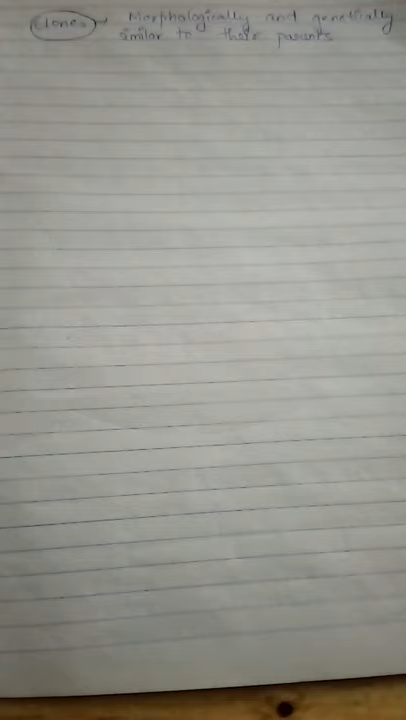 Clones → Morphologically and genetically
similar to their parents